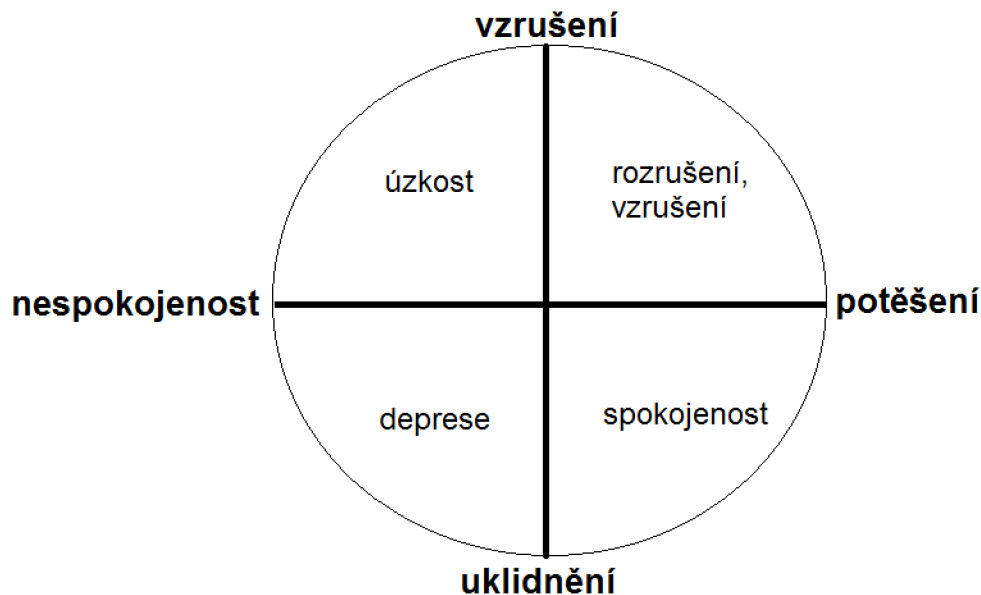 vzrušení
úzkost
rozrušení,
vzrušení
nespokojenost
potěšení
deprese
spokojenost
uklidnění